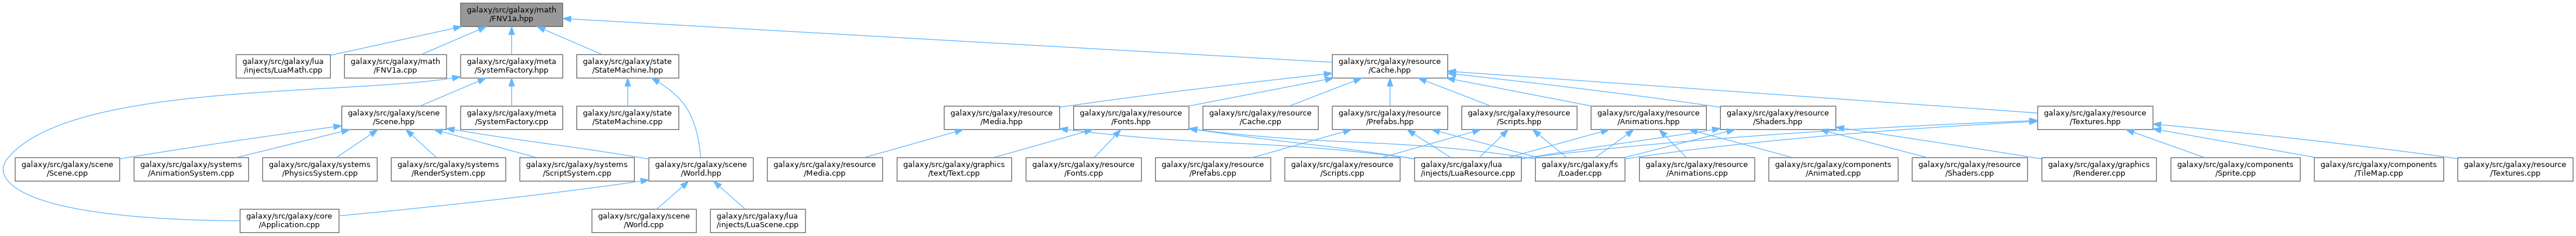 galaxy/src/galaxy/math
/FNV1a.hpp
galaxy/src/galaxy/lua
/injects/LuaMath.cpp
galaxy/src/galaxy/math
/FNV1a.cpp
galaxy/src/galaxy/meta
/SystemFactory.hpp
galaxy/src/galaxy/state
/StateMachine.hpp
galaxy/src/galaxy/resource
/Cache.hpp
galaxy/src/galaxy/scene
/Scene.hpp
galaxy/src/galaxy/meta
/SystemFactory.cpp
galaxy/src/galaxy/state
/StateMachine.cpp
galaxy/src/galaxy/resource
/Media.hpp
galaxy/src/galaxy/resource
/Fonts.hpp
galaxy/src/galaxy/resource
/Cache.cpp
galaxy/src/galaxy/resource
/Prefabs.hpp
galaxy/src/galaxy/resource
/Scripts.hpp
galaxy/src/galaxy/resource
/Animations.hpp
galaxy/src/galaxy/resource
/Shaders.hpp
galaxy/src/galaxy/resource
/Textures.hpp
galaxy/src/galaxy/scene
/Scene.cpp
galaxy/src/galaxy/systems
/AnimationSystem.cpp
galaxy/src/galaxy/systems
/PhysicsSystem.cpp
galaxy/src/galaxy/systems
/RenderSystem.cpp
galaxy/src/galaxy/systems
/ScriptSystem.cpp
galaxy/src/galaxy/scene
/World.hpp
galaxy/src/galaxy/resource
/Media.cpp
galaxy/src/galaxy/graphics
/text/Text.cpp
galaxy/src/galaxy/resource
/Fonts.cpp
galaxy/src/galaxy/resource
/Prefabs.cpp
galaxy/src/galaxy/resource
/Scripts.cpp
galaxy/src/galaxy/lua
/injects/LuaResource.cpp
galaxy/src/galaxy/fs
/Loader.cpp
galaxy/src/galaxy/resource
/Animations.cpp
galaxy/src/galaxy/components
/Animated.cpp
galaxy/src/galaxy/resource
/Shaders.cpp
galaxy/src/galaxy/graphics
/Renderer.cpp
galaxy/src/galaxy/components
/Sprite.cpp
galaxy/src/galaxy/components
/TileMap.cpp
galaxy/src/galaxy/resource
/Textures.cpp
galaxy/src/galaxy/core
/Application.cpp
galaxy/src/galaxy/scene
/World.cpp
galaxy/src/galaxy/lua
/injects/LuaScene.cpp